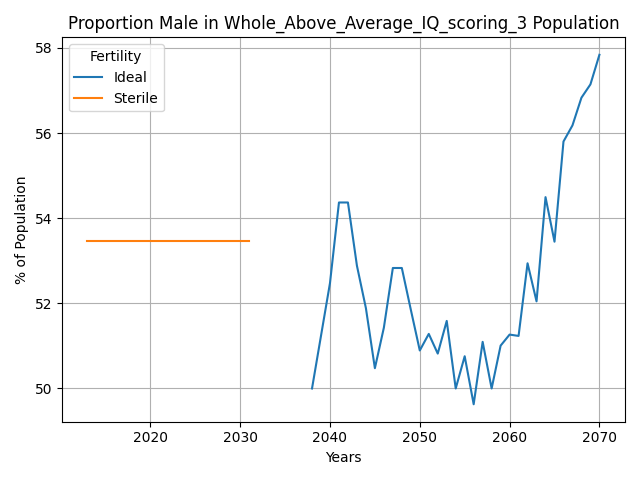 Proportion Male in Whole_Above_Average_IQ_scoring_3 Population
Fertility
Ideal
Sterile
% of Population
58
56
54
52
50
2020 2030 2040 2050 2060 2070
Years